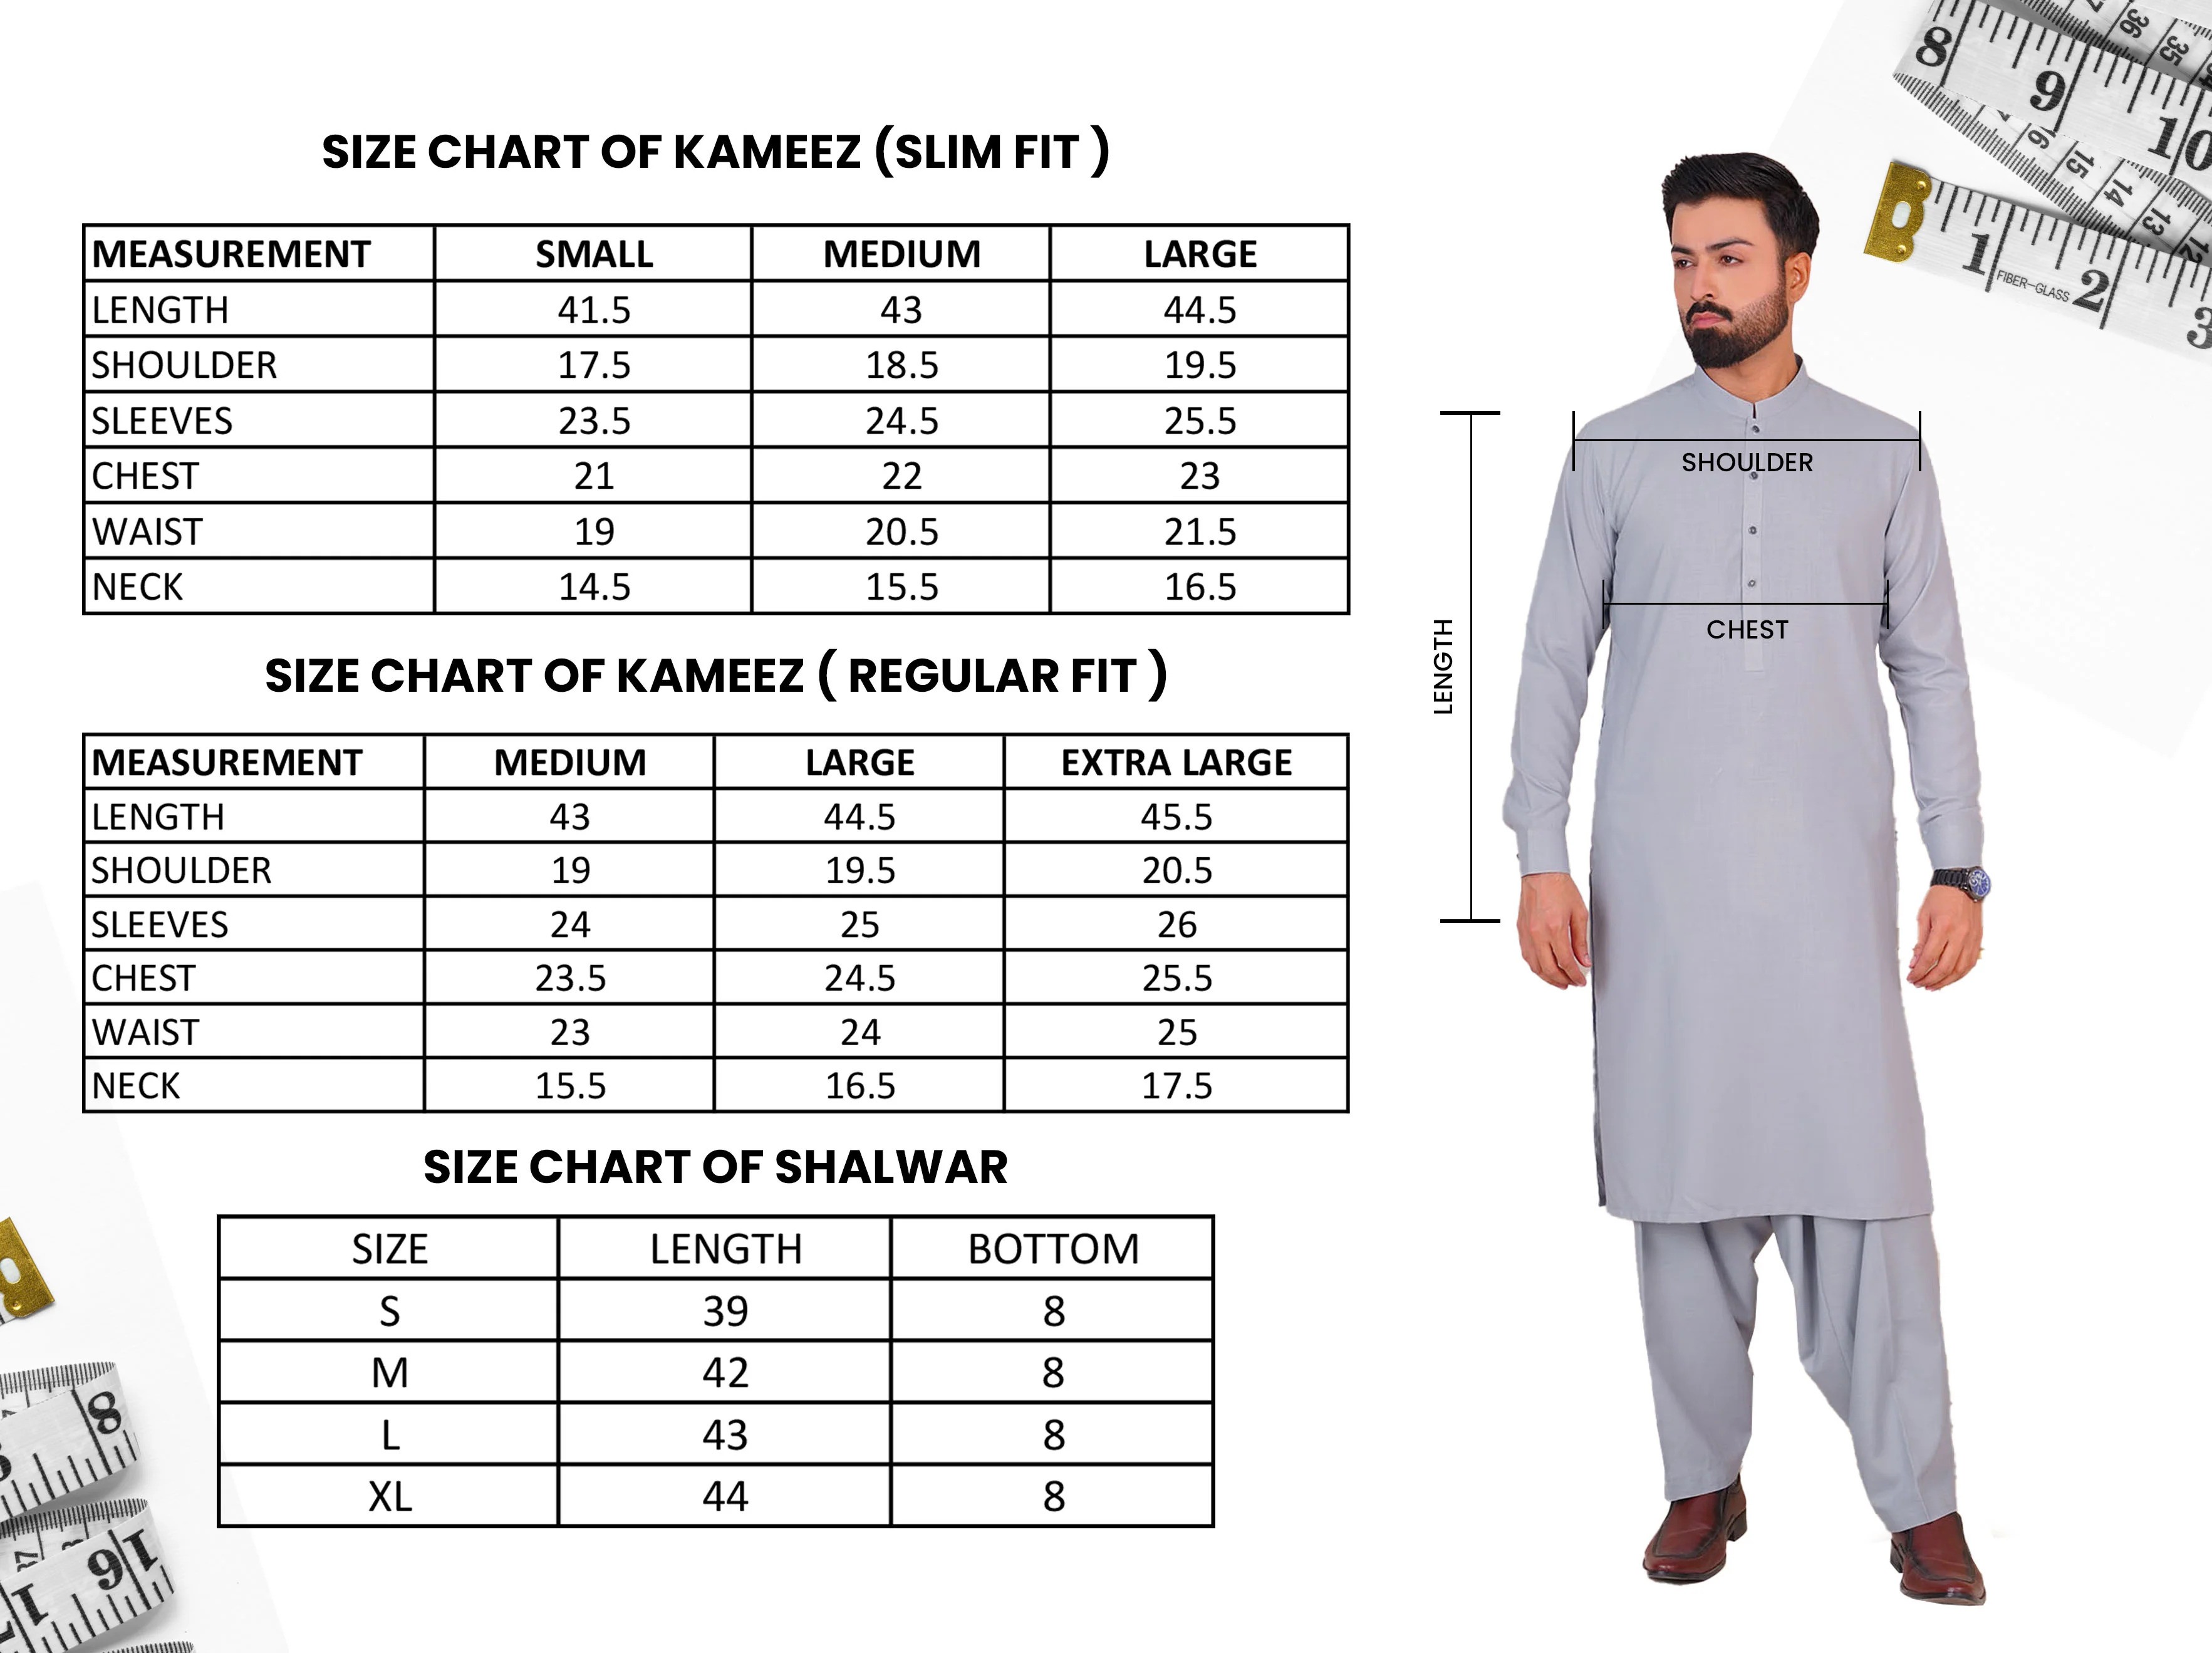 SIZE CHART OF KAMEEZ (SLIM FIT )
MEASUREMENT SMALL MEDIUM LARGE
LENGTH 41.5 43 44.5
SHOULDER 17.5 18.5 19.5
SLEEVES 23.5 24.5 25.5
CHEST 21 22 23
WAIST 19 20.5 21.5
NECK 14.5 15.5 16.5
SIZE CHART OF KAMEEZ ( REGULAR FIT )
MEASUREMENT MEDIUM LARGE EXTRA LARGE
LENGTH 43 44.5 45.5
SHOULDER 19 19.5 20.5
SLEEVES 24 25 26
CHEST 23.5 24.5 25.5
WAIST 23 24 25
NECK 15.5 16.5 17.5
SIZE CHART OF SHALWAR
SIZE LENGTH BOTTOM
S 39 8
M 42 8
L 43 8
XL 44 8
SHOULDER
CHEST
LENGTH
36 35
8 9 10
16 15 14 13 12
1 FIBER-GLASS 2 3
8
16